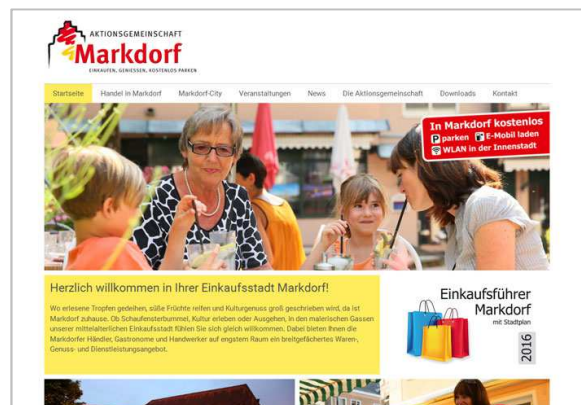 AKTIONSGEMEINSCHAFT
Markdorf
EINKAUFEN, GENIESSEN, KOSTENLOS PARKEN
Startseite Handel in Markdorf Markdorf-City Veranstaltungen News Die Aktionsgemeinschaft Downloads Kontakt
In Markdorf kostenlos
P parken E-Mobil laden
WLAN in der Innenstadt
Herzlich willkommen in Ihrer Einkaufsstadt Markdorf!
Wo erlesene Tropfen gedeihen, süße Früchte reifen und Kulturgenuss groß geschrieben wird, da ist
Markdorf zuhause. Ob Schaufensterbummel, Kultur erleben oder Ausgehen, in den malerischen Gassen
unserer mittelalterlichen Einkaufsstadt fühlen Sie sich gleich willkommen. Dabei bieten Ihnen die
Markdorfer Händler, Gastronome und Handwerker auf engstem Raum ein breitgefächertes Waren-,
Genuss- und Dienstleistungsangebot.
Einkaufsführer
Markdorf
mit Stadtplan
2016